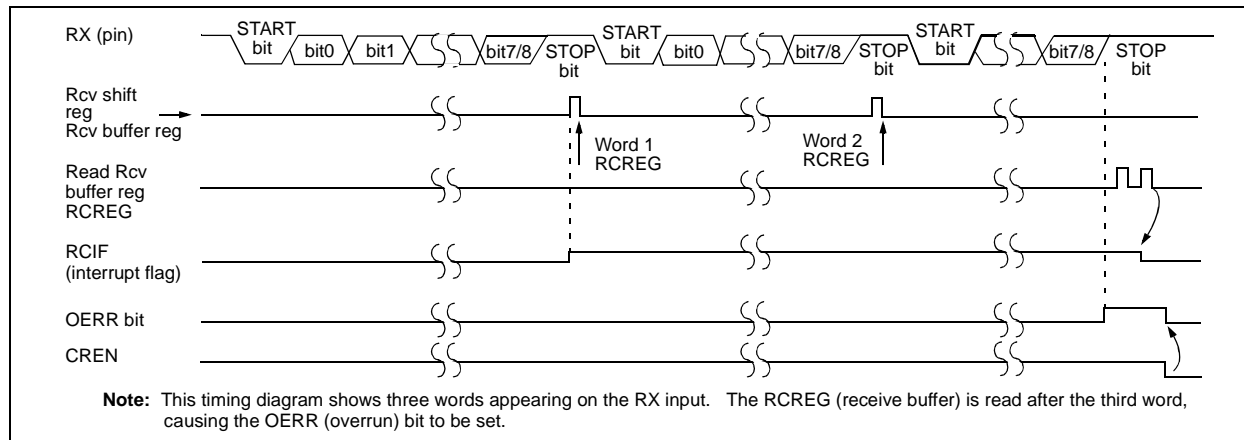 RX (pin)
START
bit
bit0
bit1
bit7/8
STOP
bit
START
bit
bit0
bit7/8
STOP
bit
START
bit
bit7/8
STOP
bit
Rcv shift
reg
Rcv buffer reg
Word 1
RCREG
Word 2
RCREG
Read Rcv
buffer reg
RCREG
RCIF
(interrupt flag)
OERR bit
CREN
Note: This timing diagram shows three words appearing on the RX input. The RCREG (receive buffer) is read after the third word,
causing the OERR (overrun) bit to be set.